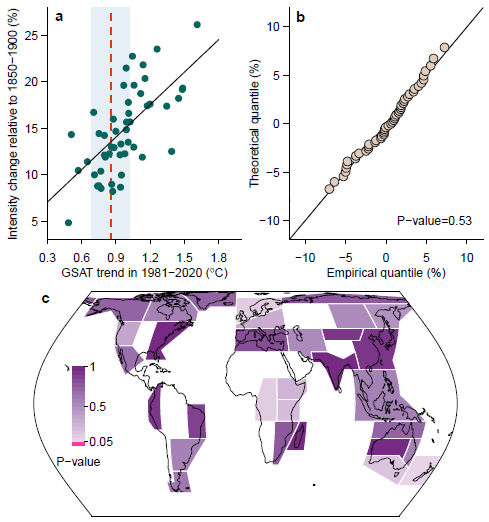 a
Intensity change relative to 1850−1900 (%)
25
20
15
10
5
0.3 0.6 0.9 1.2 1.5 1.8
GSAT trend in 1981−2020 (°C)
b
Theoretical quantile (%)
10
5
0
−5
−10
P−value=0.53
−10 −5 0 5 10
Empirical quantile (%)
c
1
0.5
0.05
P−value